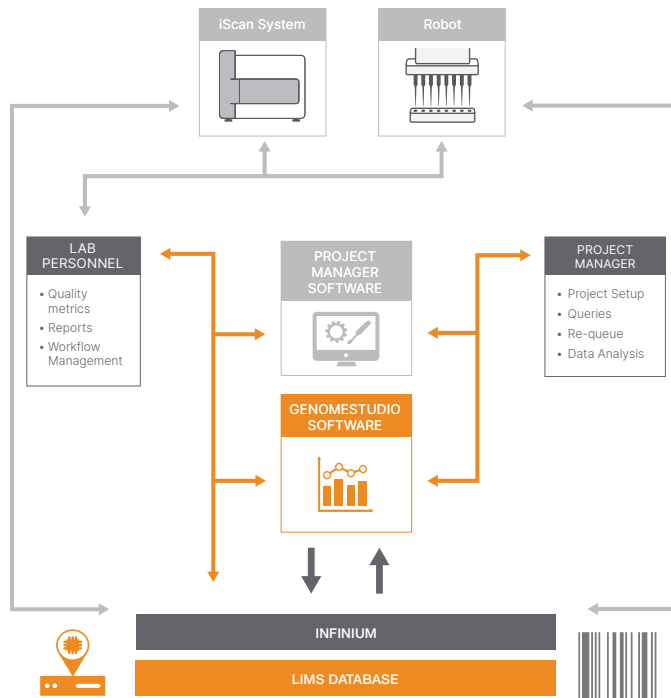 iScan System
Robot
LAB
PERSONNEL
• Quality
metrics
• Reports
• Workflow
Management
PROJECT
MANAGER
SOFTWARE
PROJECT
MANAGER
• Project Setup
• Queries
• Re-queue
• Data Analysis
GENOMESTUDIO
SOFTWARE
INFINIUM
LIMS DATABASE